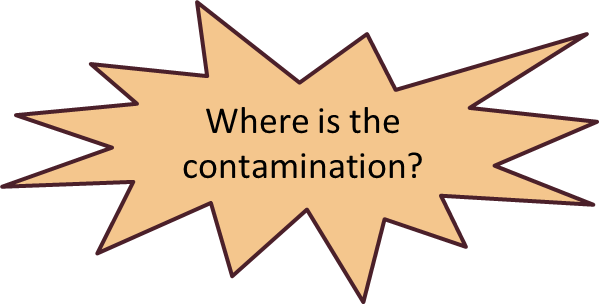 Where is the
contamination?